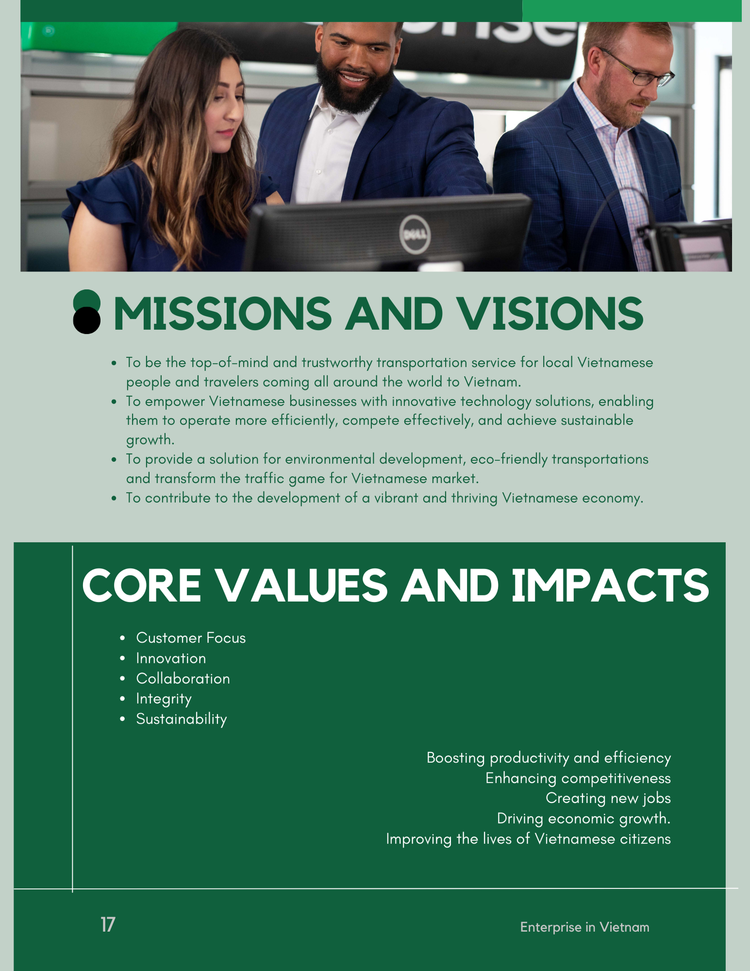 DELL
MISSIONS AND VISIONS
• To be the top-of-mind and trustworthy transportation service for local Vietnamese
people and travelers coming all around the world to Vietnam.
• To empower Vietnamese businesses with innovative technology solutions, enabling
them to operate more efficiently, compete effectively, and achieve sustainable
growth.
• To provide a solution for environmental development, eco-friendly transportations
and transform the traffic game for Vietnamese market.
• To contribute to the development of a vibrant and thriving Vietnamese economy.
CORE VALUES AND IMPACTS
• Customer Focus
• Innovation
• Collaboration
• Integrity
• Sustainability
Boosting productivity and efficiency
Enhancing competitiveness
Creating new jobs
Driving economic growth.
Improving the lives of Vietnamese citizens
17
Enterprise in Vietnam